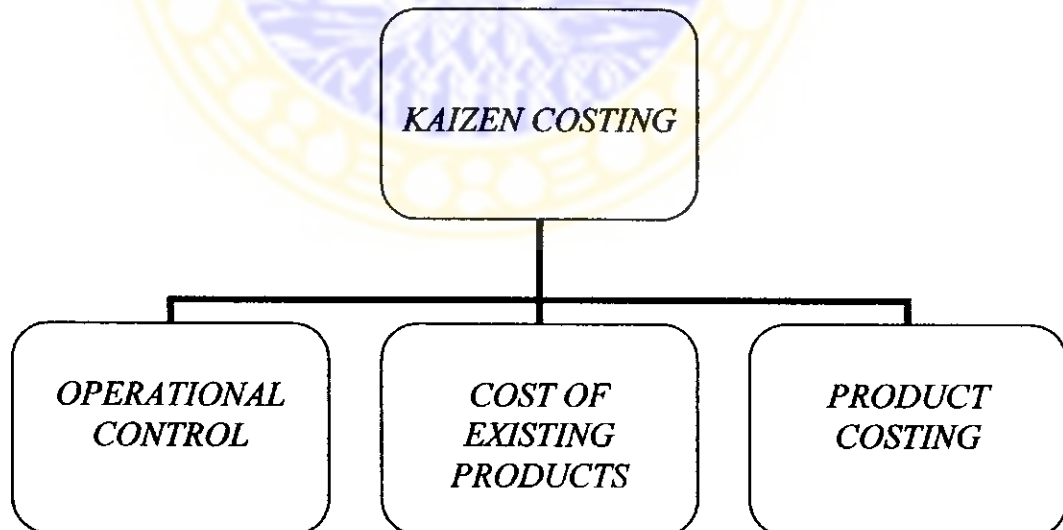 KAIZEN COSTING
OPERATIONAL
CONTROL
COST OF
EXISTING
PRODUCTS
PRODUCT
COSTING